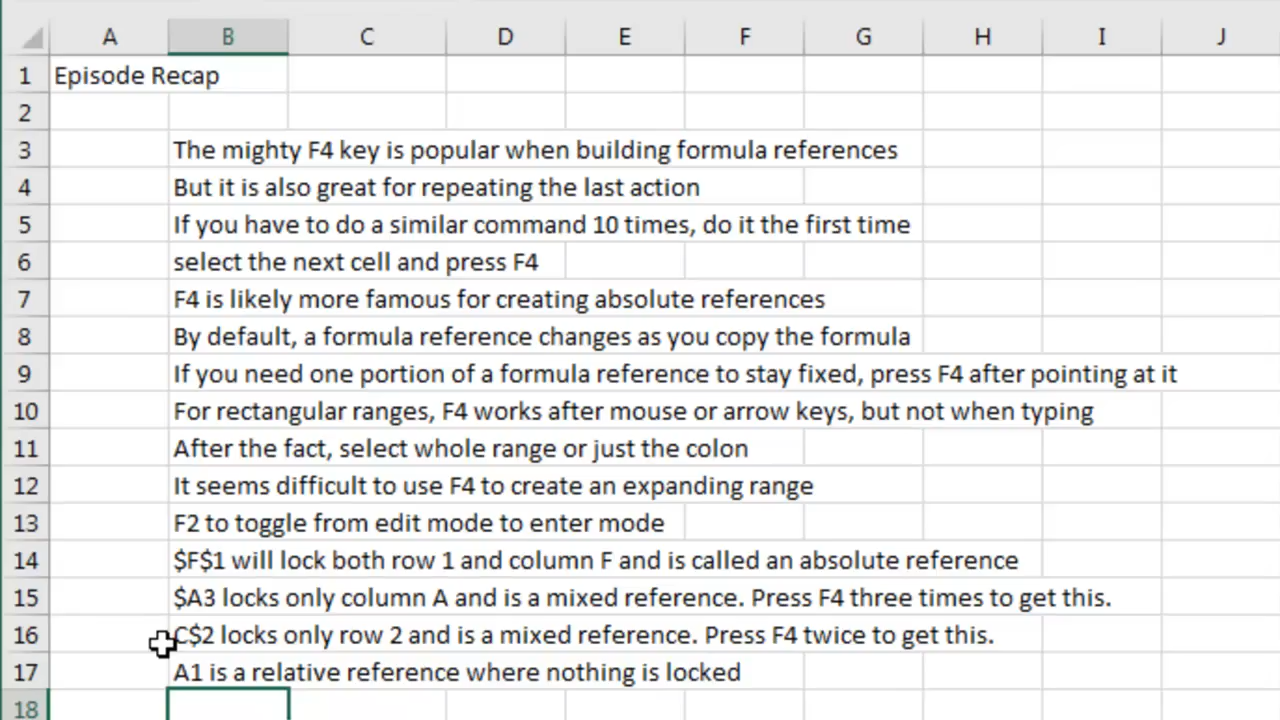 A B C D E F G H I J
1 Episode Recap
2
3 The mighty F4 key is popular when building formula references
4 But it is also great for repeating the last action
5 If you have to do a similar command 10 times, do it the first time
6 select the next cell and press F4
7 F4 is likely more famous for creating absolute references
8 By default, a formula reference changes as you copy the formula
9 If you need one portion of a formula reference to stay fixed, press F4 after pointing at it
10 For rectangular ranges, F4 works after mouse or arrow keys, but not when typing
11 After the fact, select whole range or just the colon
12 It seems difficult to use F4 to create an expanding range
13 F2 to toggle from edit mode to enter mode
14 $F$1 will lock both row 1 and column F and is called an absolute reference
15 $A3 locks only column A and is a mixed reference. Press F4 three times to get this.
16 C$2 locks only row 2 and is a mixed reference. Press F4 twice to get this.
17 A1 is a relative reference where nothing is locked
18